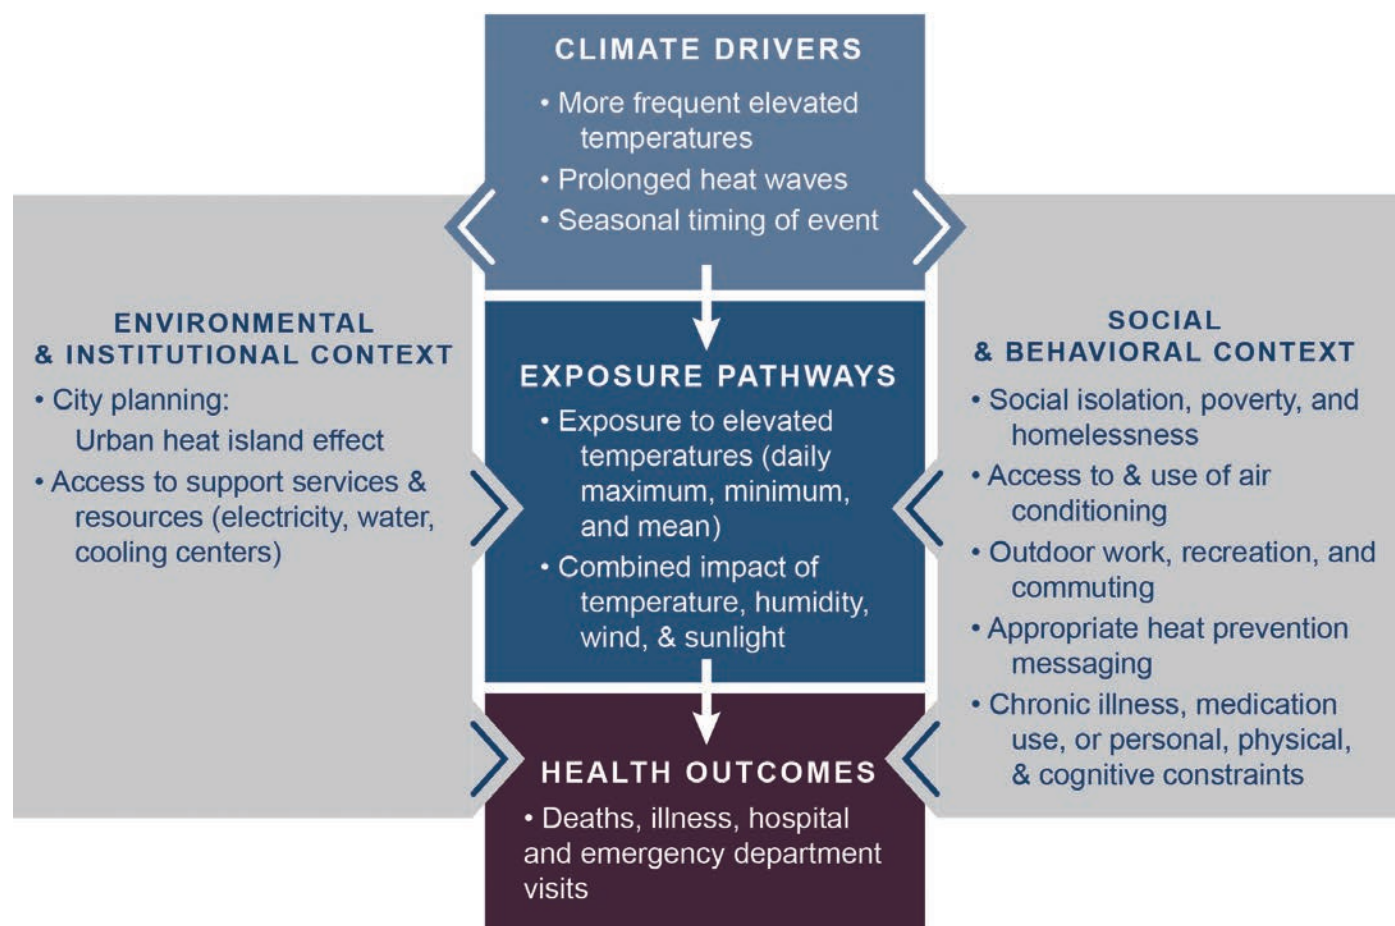 CLIMATE DRIVERS
• More frequent elevated
temperatures
• Prolonged heat waves
• Seasonal timing of event
ENVIRONMENTAL
& INSTITUTIONAL CONTEXT
• City planning:
Urban heat island effect
• Access to support services &
resources (electricity, water,
cooling centers)
EXPOSURE PATHWAYS
• Exposure to elevated
temperatures (daily
maximum, minimum,
and mean)
• Combined impact of
temperature, humidity,
wind, & sunlight
SOCIAL
& BEHAVIORAL CONTEXT
• Social isolation, poverty, and
homelessness
• Access to & use of air
conditioning
• Outdoor work, recreation, and
commuting
• Appropriate heat prevention
messaging
• Chronic illness, medication
use, or personal, physical,
& cognitive constraints
HEALTH OUTCOMES
• Deaths, illness, hospital
and emergency department
visits